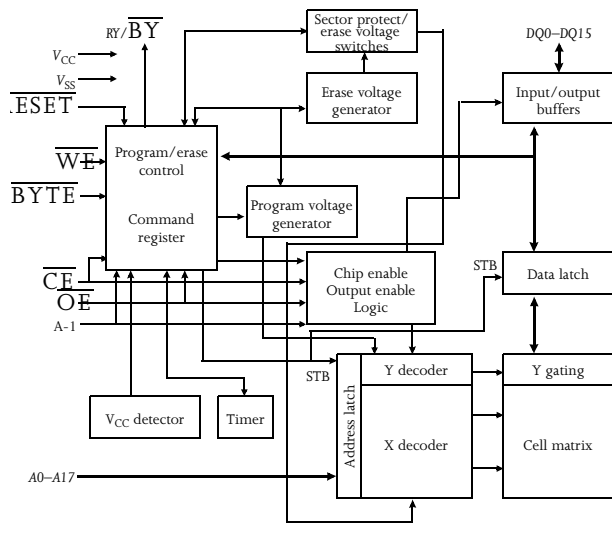 Sector protect/
erase voltage
switches
RY/BY
DQ0–DQ15
VCC
VSS
Erase voltage
generator
Input/output
buffers
RESET
Program/erase
control
WE
BYTE
Program voltage
generator
Command
register
STB
Data latch
Chip enable
Output enable
Logic
CE
OE
A-1
STB
Address latch
Y decoder
Y gating
VCC detector
Timer
X decoder
Cell matrix
A0–A17